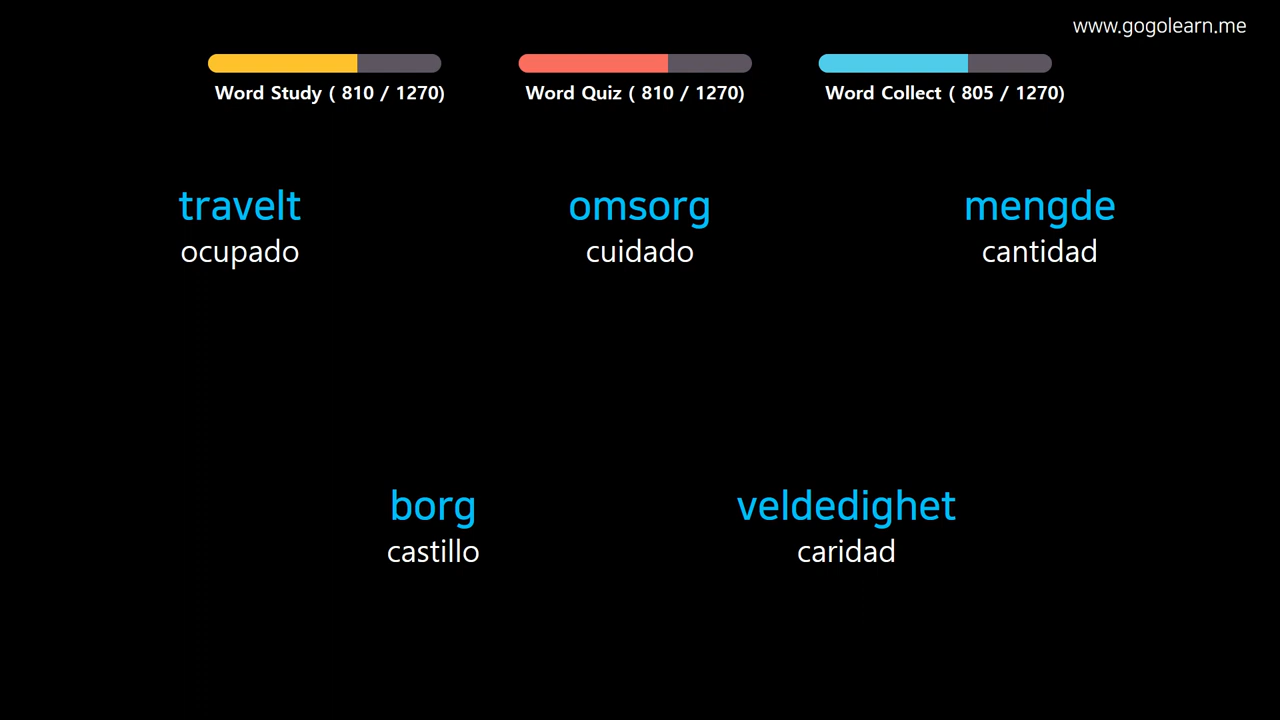 www.gogolearn.me
Word Study ( 810 / 1270)
Word Quiz ( 810 / 1270)
Word Collect ( 805 / 1270)
travelt
ocupado
omsorg
cuidado
mengde
cantidad
borg
castillo
veldedighet
caridad